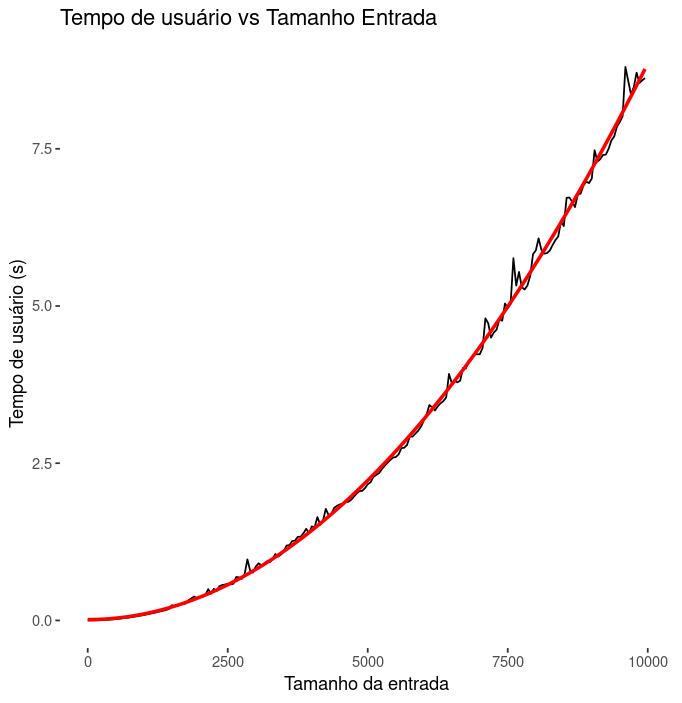 Tempo de usuário vs Tamanho Entrada
7.5
5.0
2.5
0.0
Tempo de usuário (s)
0 2500 5000 7500 10000
Tamanho da entrada